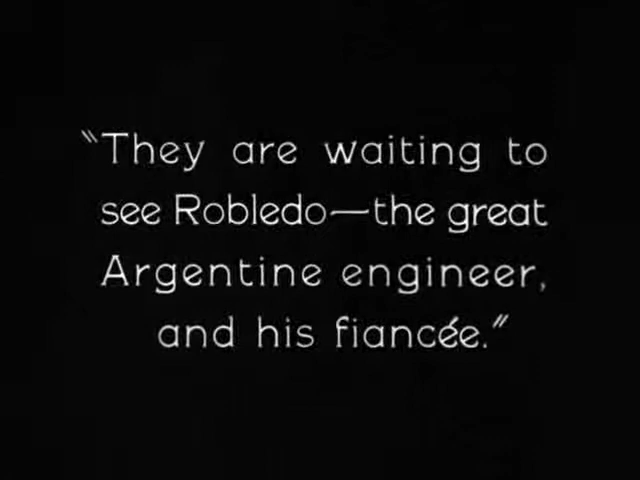 "They are waiting to
see Robledo—the great
Argentine engineer,
and his fiancée."